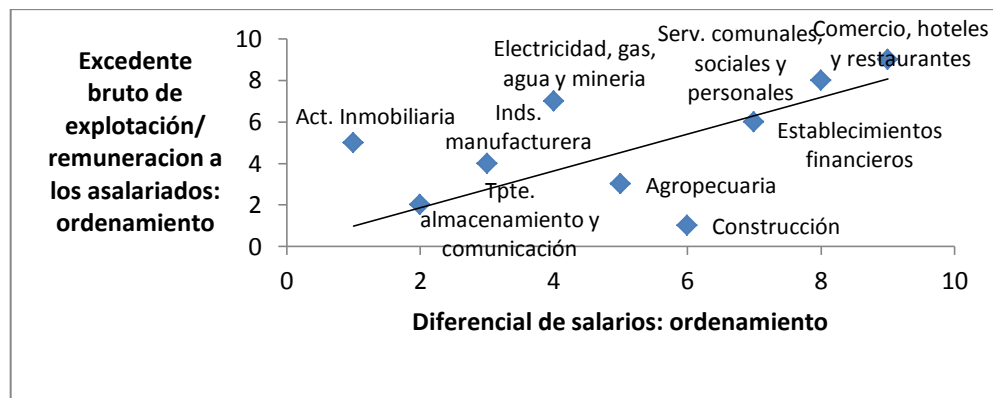 Excedente
bruto de
explotación/
remuneracion a
los asalariados:
ordenamiento
10
8
6
4
2
0
Act. Inmobiliaria
Electricidad, gas,
agua y mineria
Inds.
manufacturera
Tpte.
almacenamiento y
comunicación
Serv. comunales,
sociales y
personales
Comercio, hoteles
y restaurantes
Establecimientos
financieros
Agropecuaria
Construcción
0 2 4 6 8 10
Diferencial de salarios: ordenamiento